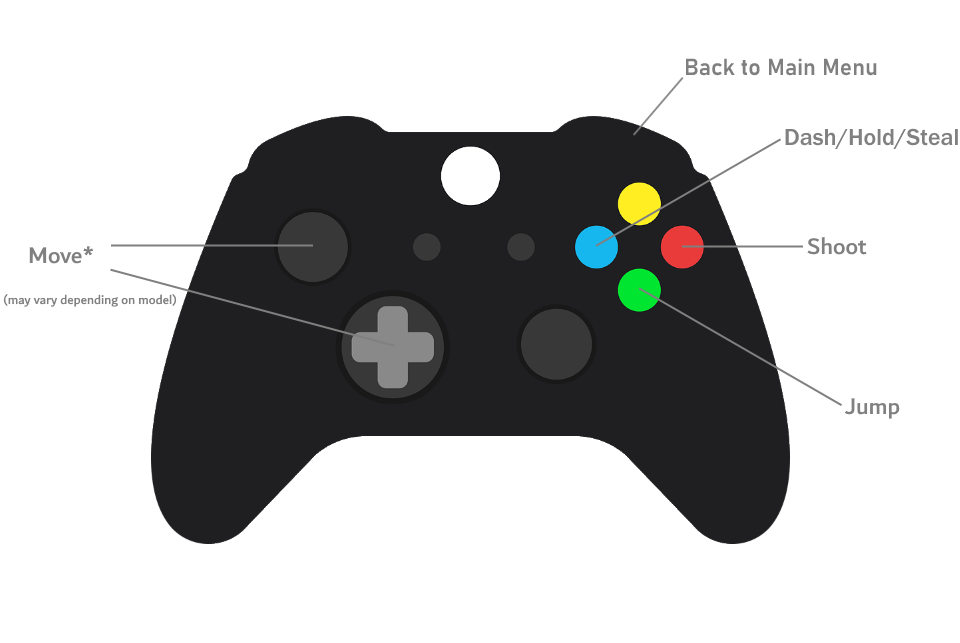 Back to Main Menu
Dash/Hold/Steal
Move*
Shoot
(may vary depending on model)
Jump